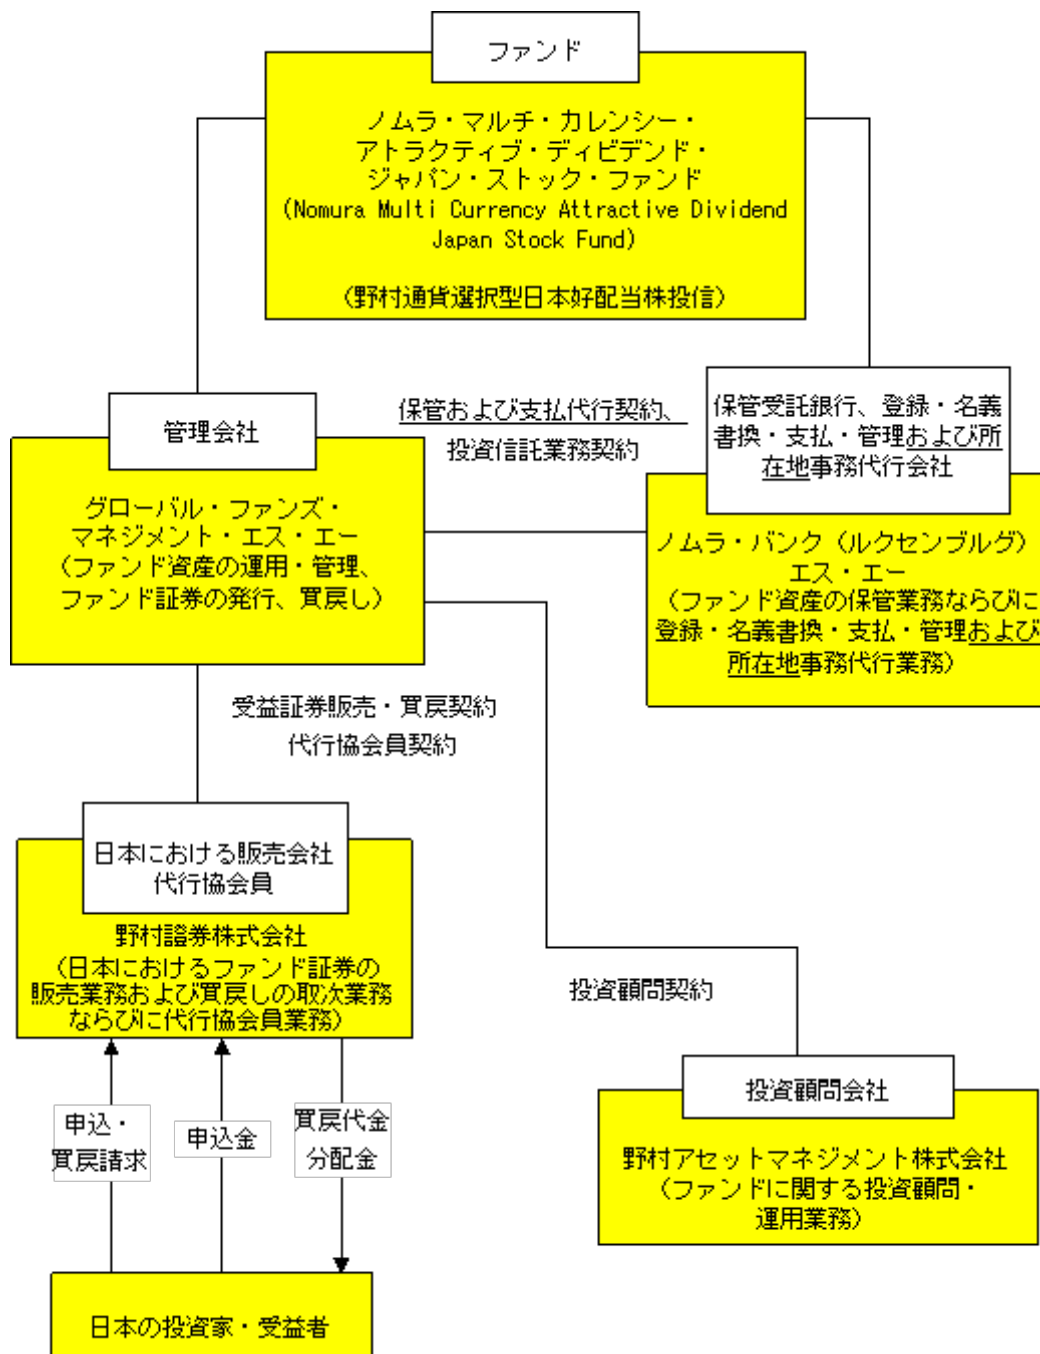 ファンド
ノムラ・マルチ・カレンシー・
アトラクティブ・ディビデンド・
ジャパン・ストック・ファンド
(Nomura Multi Currency Attractive Dividend
Japan Stock Fund)
(野村通貨選択型日本好配当株投信)
管理会社
グローバル・ファンズ・
マネジメント・エス・エー
(ファンド資産の運用・管理、
ファンド証券の発行、買戻し)
保管および支払代行契約、
投資信託業務契約
保管受託銀行、登録・名義
書換・支払・管理および所
在地事務代行会社
ノムラ・バンク(ルクセンブルグ)
エス・エー
(ファンド資産の保管業務ならびに
登録・名義書換・支払・管理および
所在地事務代行業務)
受益証券販売・買戻契約
代行協会員契約
日本における販売会社
代行協会員
野村證券株式会社
(日本におけるファンド証券の
販売業務および買戻しの取次業務
ならびに代行協会員業務)
投資顧問契約
投資顧問会社
野村アセットマネジメント株式会社
(ファンドに関する投資顧問・
運用業務)
申込・
買戻請求
申込金
買戻代金
分配金
日本の投資家・受益者